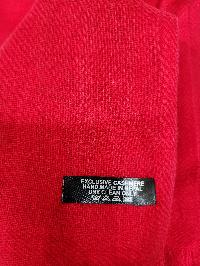 EXCLUSIVE CASHMERE
HAND MADE IN NEPAL
DRY CLEAN ONLY